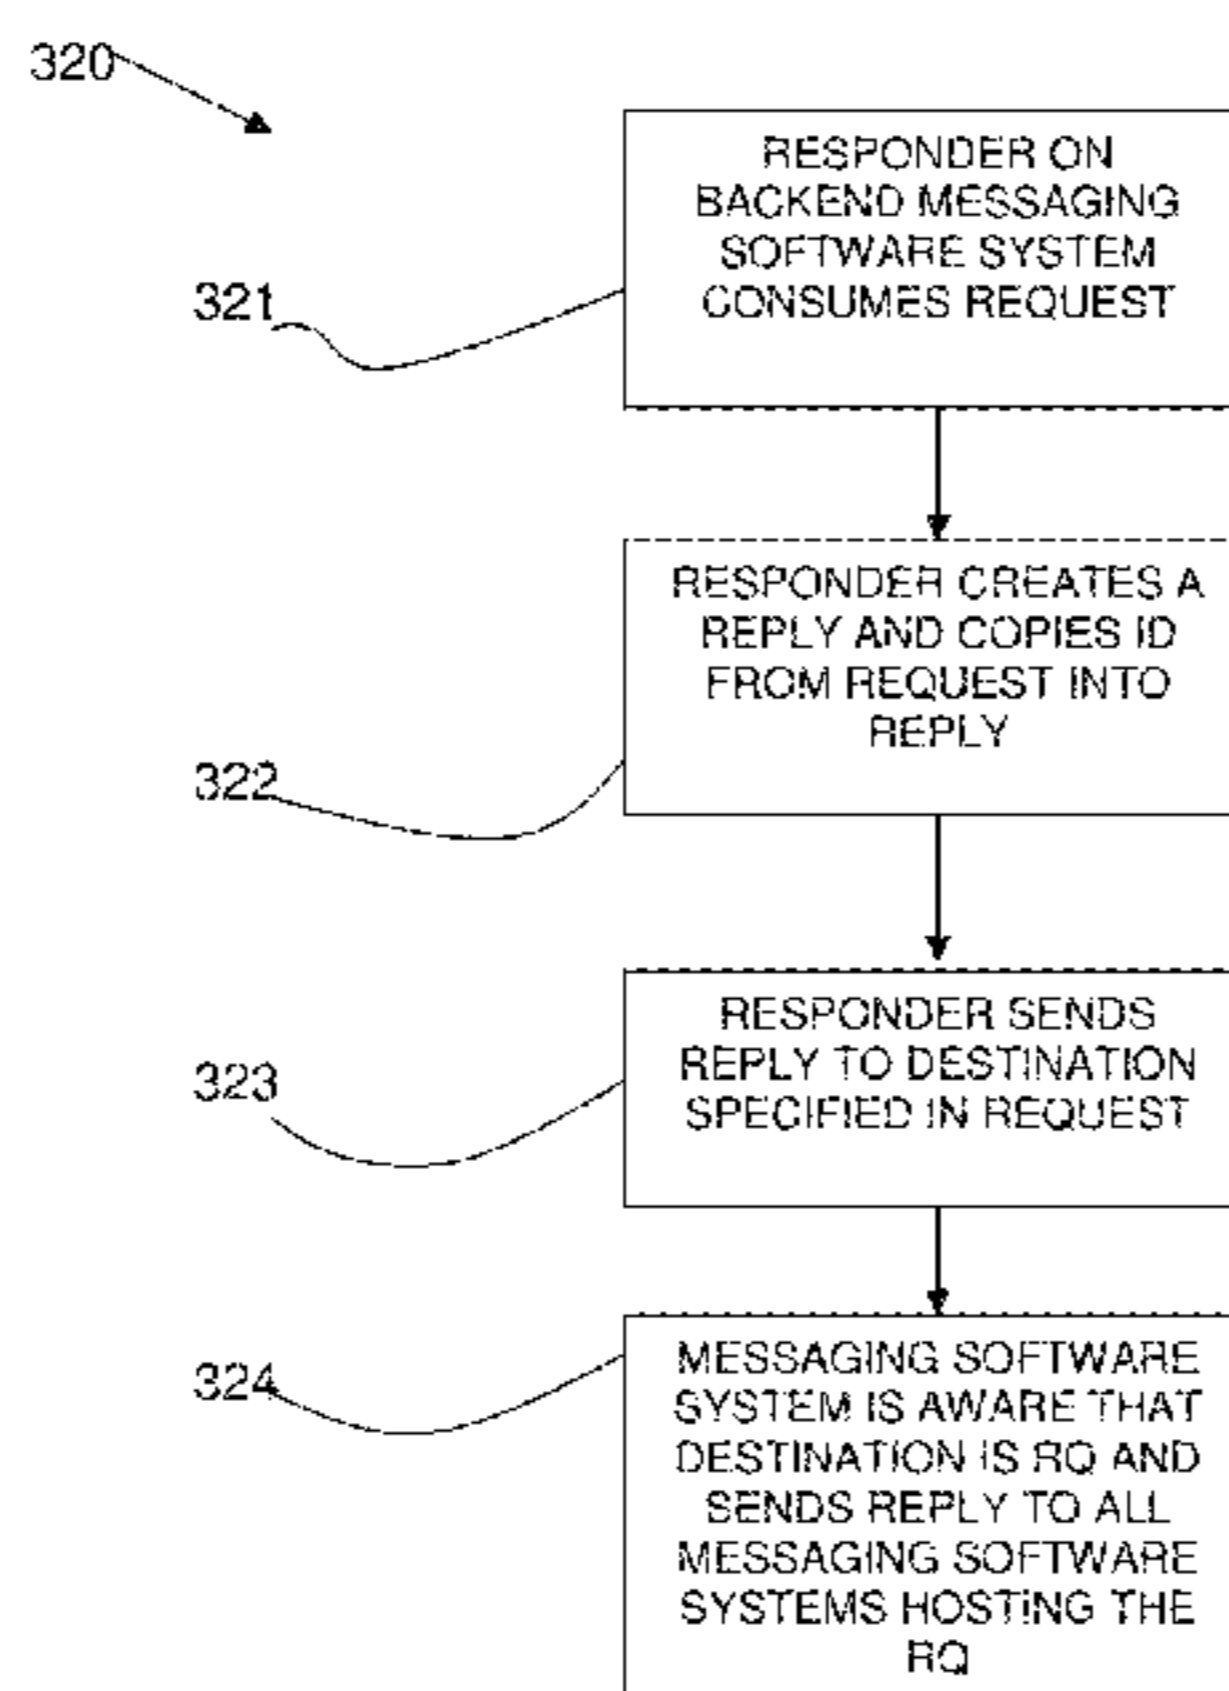 320
RESPONDER ON
BACKEND MESSAGING
SOFTWARE SYSTEM
CONSUMES REQUEST
321
RESPONDER CREATES A
REPLY AND COPIES ID
FROM REQUEST INTO
REPLY
322
RESPONDER SENDS
REPLY TO DESTINATION
SPECIFIED IN REQUEST
323
MESSAGING SOFTWARE
SYSTEM IS AWARE THAT
DESTINATION IS RQ AND
SENDS REPLY TO ALL
MESSAGING SOFTWARE
SYSTEMS HOSTING THE
RQ
324